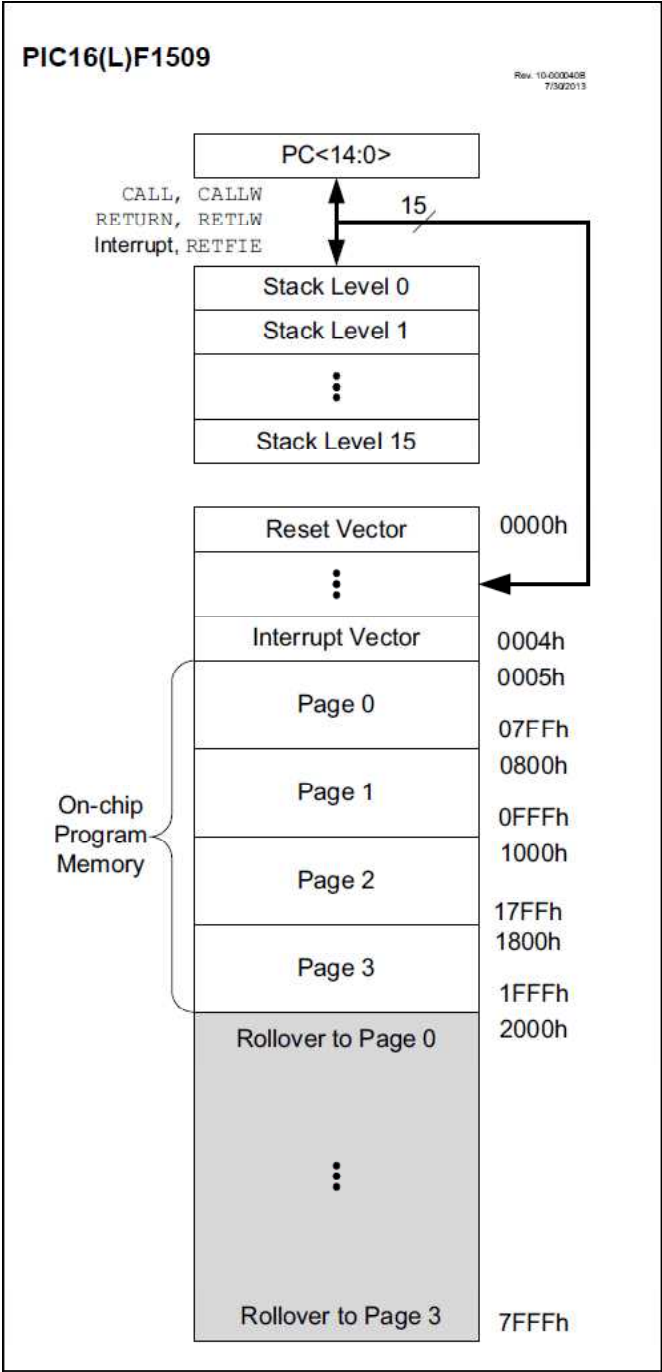 PIC16(L)F1509
Rev. 10-000040B
7/30/2013
PC<14:0>
CALL, CALLW
RETURN, RETLW
Interrupt, RETFIE
15
Stack Level 0
Stack Level 1
Stack Level 15
Reset Vector
0000h
Interrupt Vector
0004h
0005h
Page 0
07FFh
0800h
Page 1
0FFFh
On-chip
Program
Memory
1000h
Page 2
17FFh
1800h
Page 3
1FFFh
Rollover to Page 0
2000h
Rollover to Page 3
7FFFh